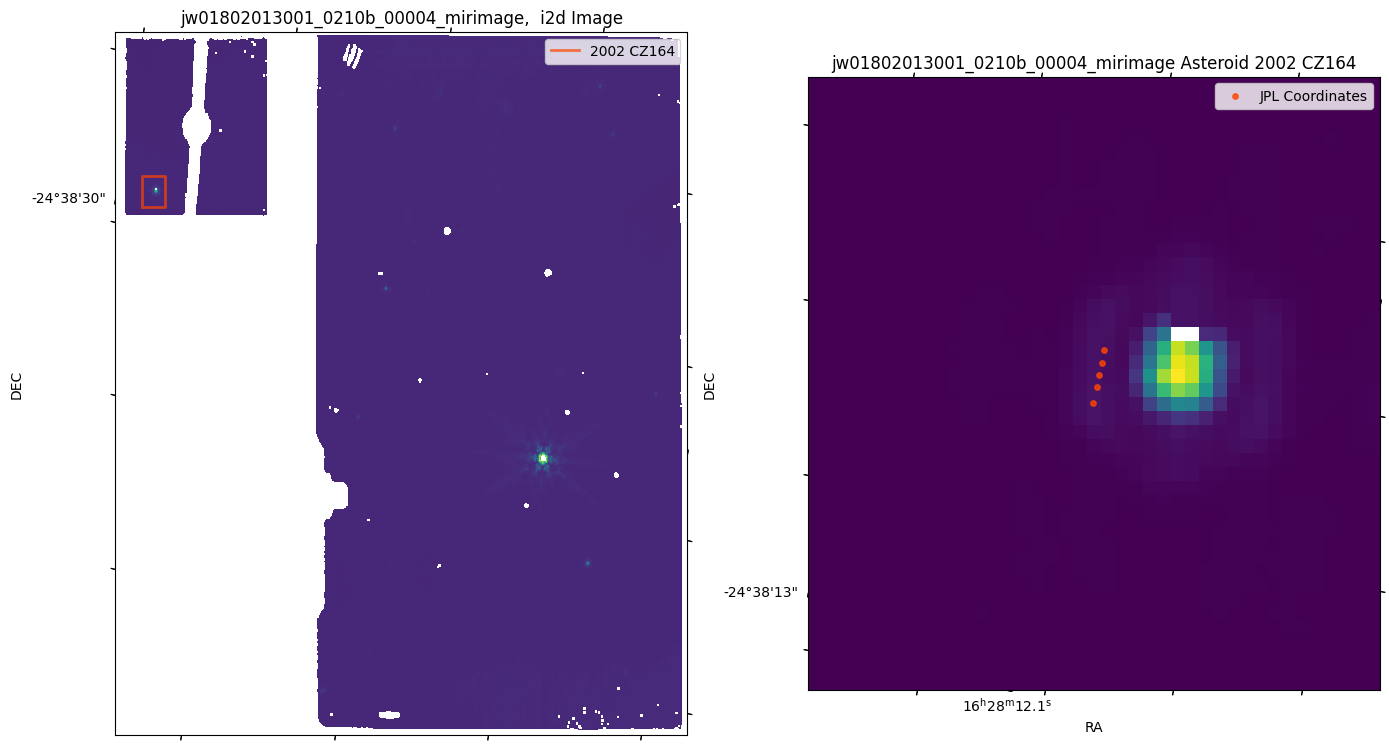 jw01802013001_0210b_00004_mirimage,  i2d Image
2002 CZ164
-24°38'30"
DEC
jw01802013001_0210b_00004_mirimage Asteroid 2002 CZ164
JPL Coordinates
DEC
-24°38'13"
16h28m12.1s
RA